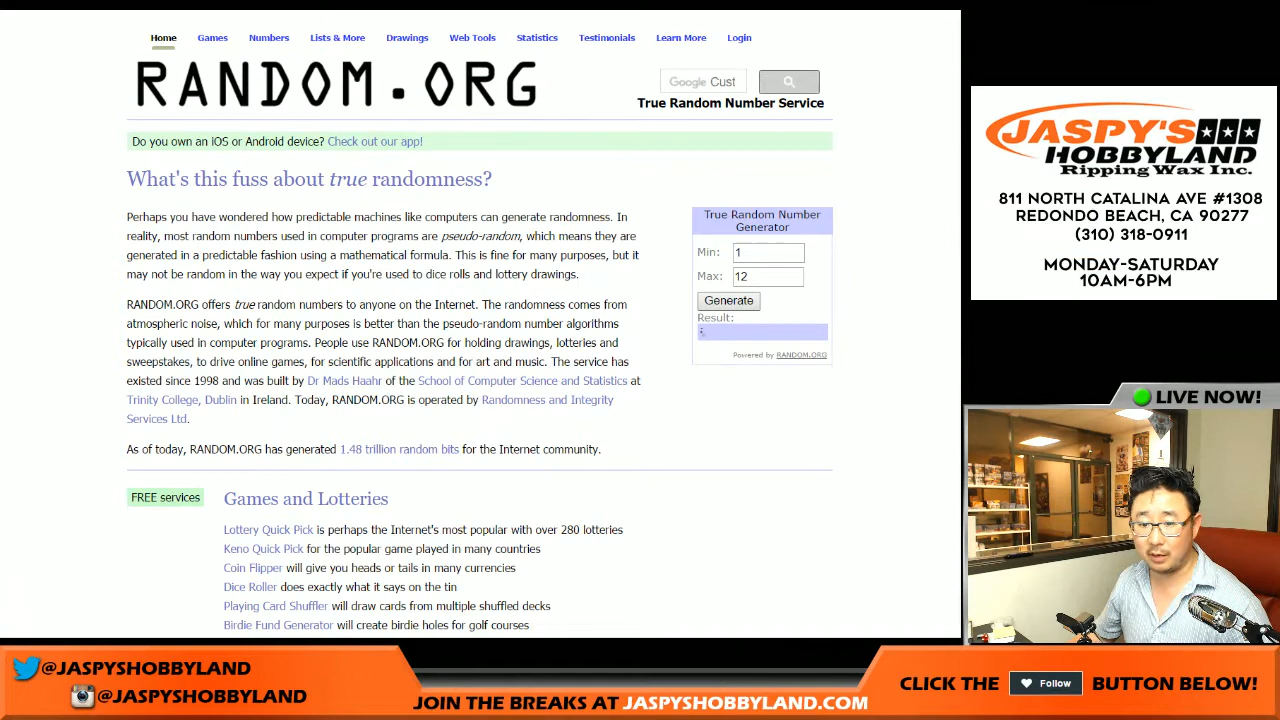 Home Games Numbers Lists & More Drawings Web Tools Statistics Testimonials Learn More Login
RANDOM.ORG
Google Cust
True Random Number Service
Do you own an iOS or Android device? Check out our app!
What's this fuss about true randomness?
Perhaps you have wondered how predictable machines like computers can generate randomness. In
reality, most random numbers used in computer programs are pseudo-random, which means they are
generated in a predictable fashion using a mathematical formula. This is fine for many purposes, but it
may not be random in the way you expect if you're used to dice rolls and lottery drawings.
RANDOM.ORG offers true random numbers to anyone on the Internet. The randomness comes from
atmospheric noise, which for many purposes is better than the pseudo-random number algorithms
typically used in computer programs. People use RANDOM.ORG for holding drawings, lotteries and
sweepstakes, to drive online games, for scientific applications and for art and music. The service has
existed since 1998 and was built by Dr Mads Haahr of the School of Computer Science and Statistics at
Trinity College, Dublin in Ireland. Today, RANDOM.ORG is operated by Randomness and Integrity
Services Ltd.
As of today, RANDOM.ORG has generated 1.48 trillion random bits for the Internet community.
True Random Number
Generator
Min: 1
Max: 12
Generate
Result:
Powered by RANDOM.ORG
FREE services
Games and Lotteries
Lottery Quick Pick is perhaps the Internet's most popular with over 280 lotteries
Keno Quick Pick for the popular game played in many countries
Coin Flipper will give you heads or tails in many currencies
Dice Roller does exactly what it says on the tin
Playing Card Shuffler will draw cards from multiple shuffled decks
Birdie Fund Generator will create birdie holes for golf courses
JASPY'S
HOBBYLAND
Ripping Wax Inc.
811 NORTH CATALINA AVE #1308
REDONDO BEACH, CA 90277
(310) 318-0911
MONDAY-SATURDAY
10AM-6PM
LIVE NOW!
@JASPYSHOBBYLAND
@JASPYSHOBBYLAND
JOIN THE BREAKS AT JASPYSHOBBYLAND.COM
CLICK THE Follow BUTTON BELOW!